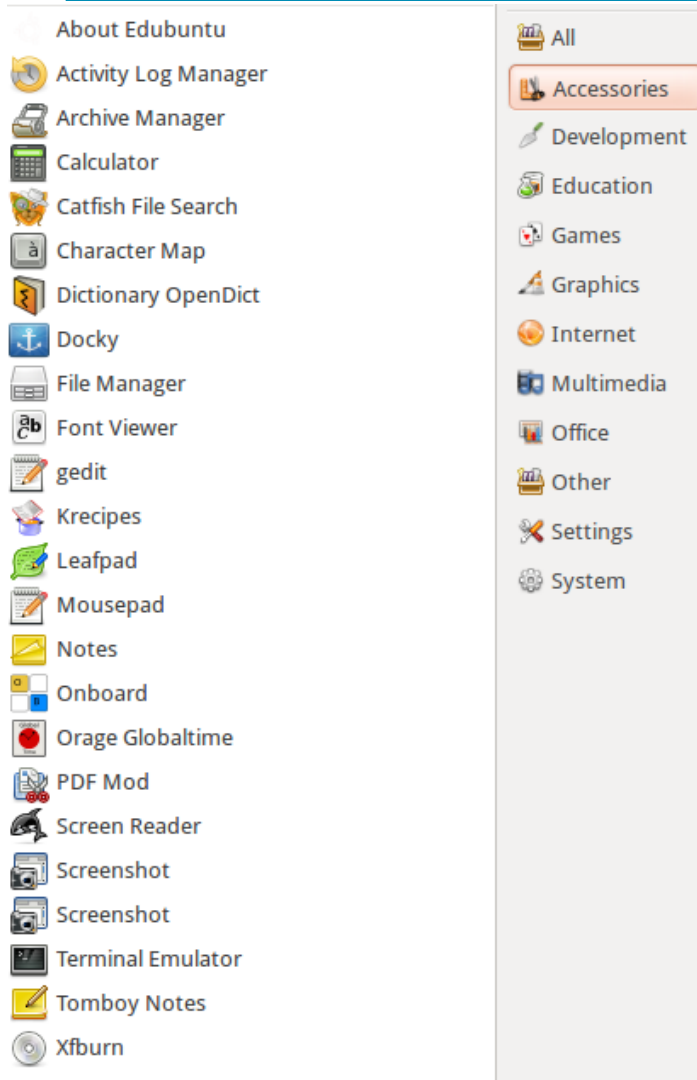 About Edubuntu
Activity Log Manager
Archive Manager
Calculator
Catfish File Search
Character Map
Dictionary OpenDict
Docky
File Manager
Font Viewer
gedit
Krecipes
Leafpad
Mousepad
Notes
Onboard
Orage Globaltime
PDF Mod
Screen Reader
Screenshot
Screenshot
Terminal Emulator
Tomboy Notes
Xfburn
All
Accessories
Development
Education
Games
Graphics
Internet
Multimedia
Office
Other
Settings
System